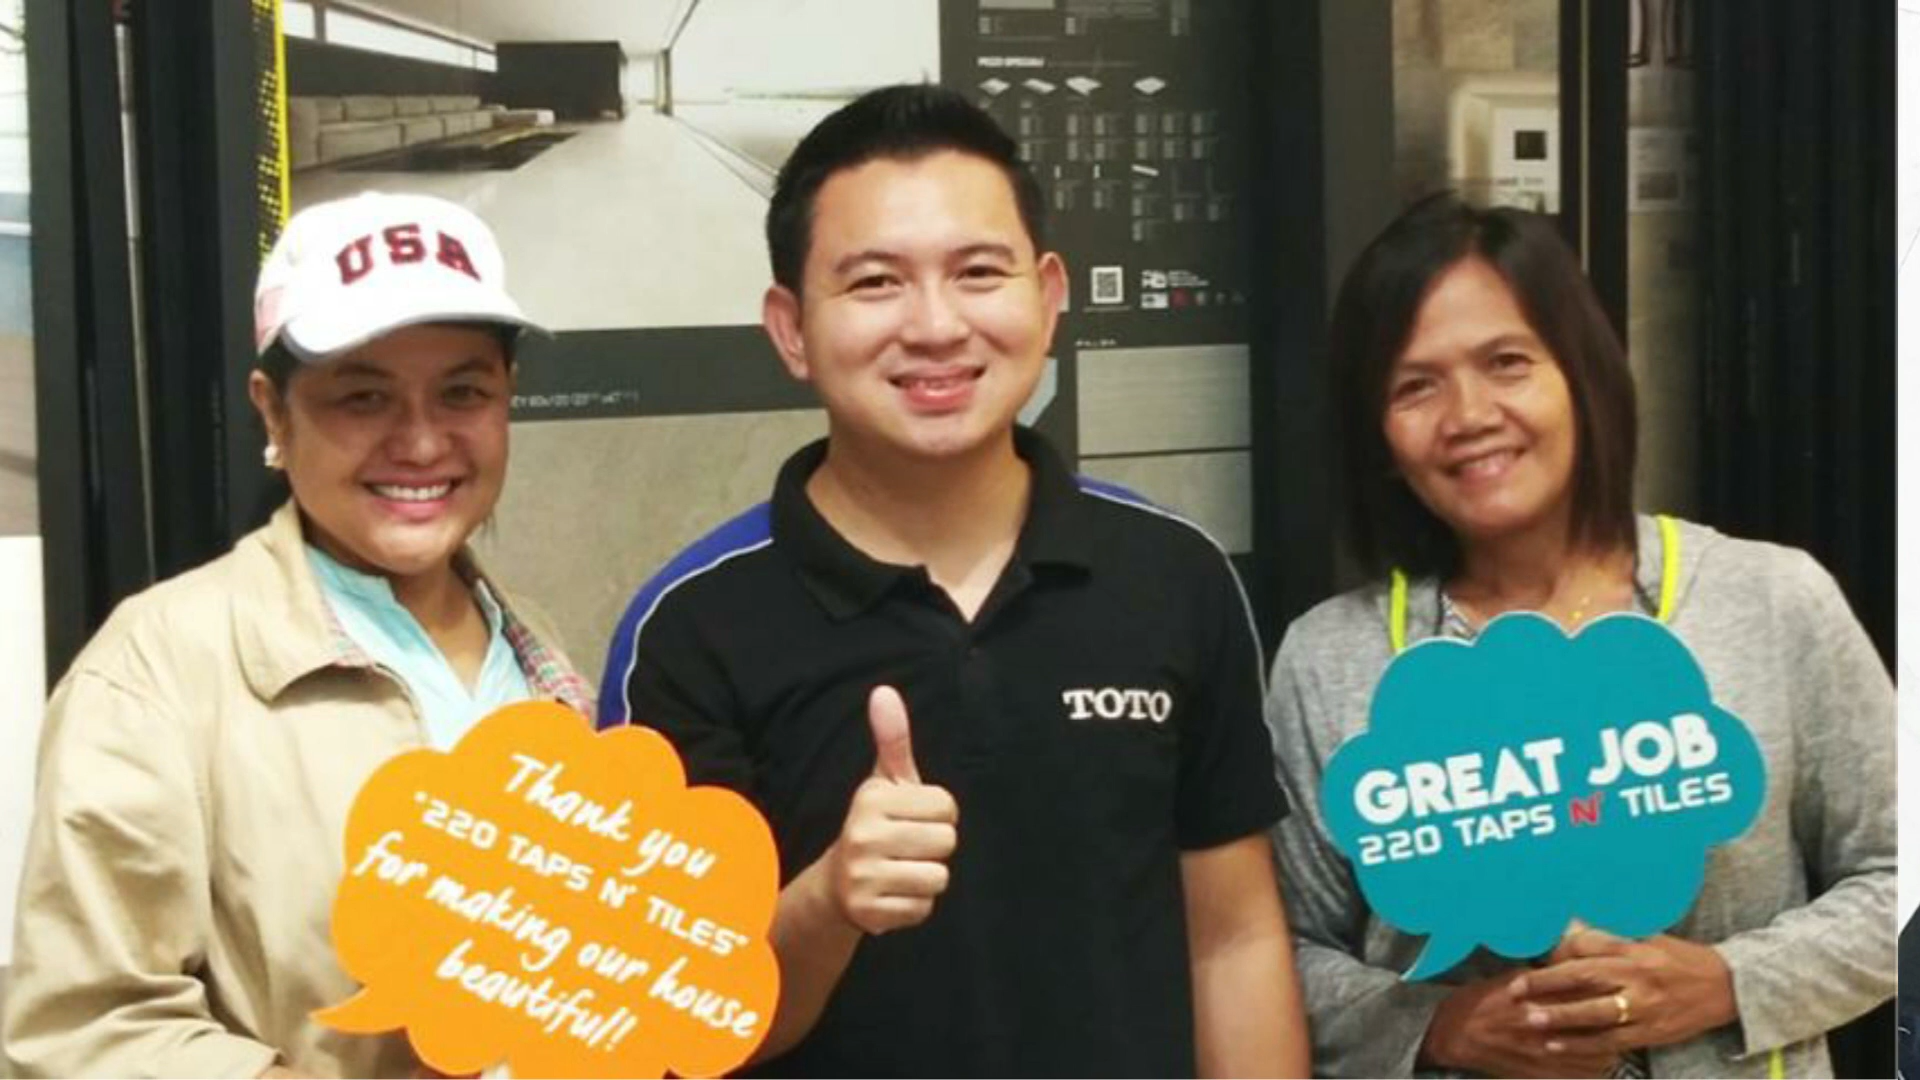 USA
TOTO
Thank you
"220 TAPS N' TILES"
for making our house
beautiful!
GREAT JOB
220 TAPS N' TILES